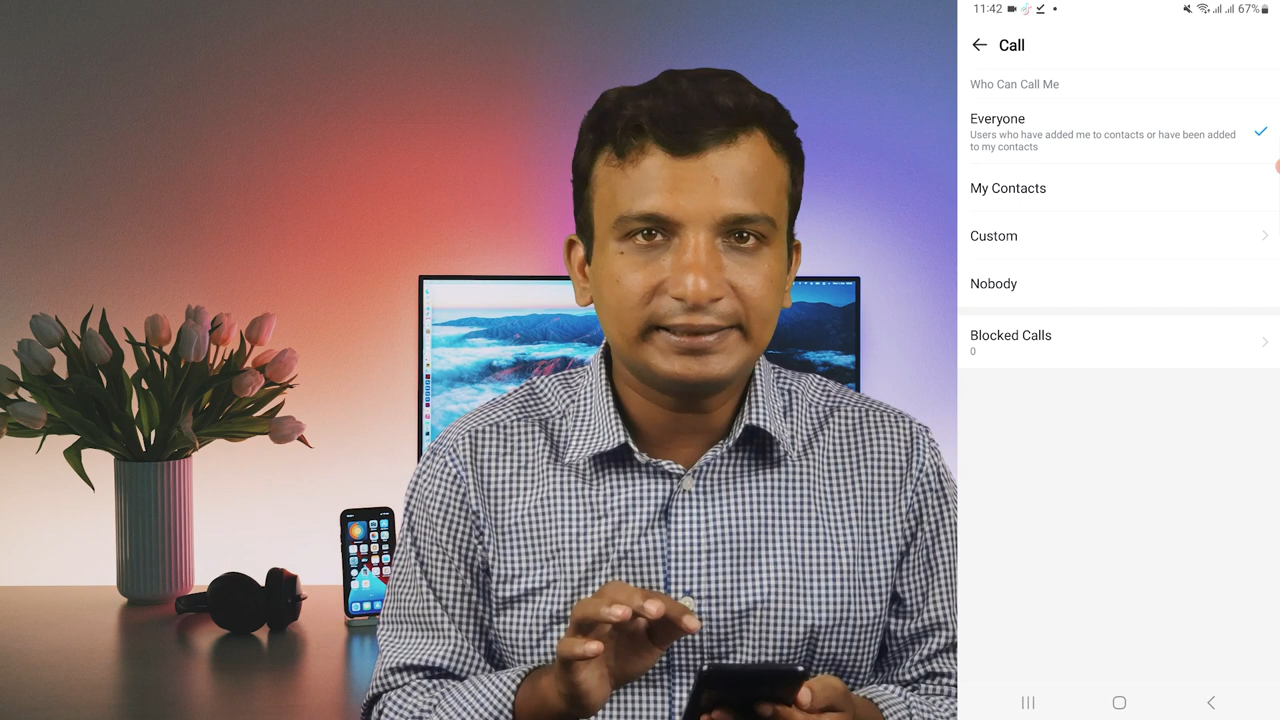 11:42
67%
Call
Who Can Call Me
Everyone
Users who have added me to contacts or have been added
to my contacts
My Contacts
Custom
Nobody
Blocked Calls
0